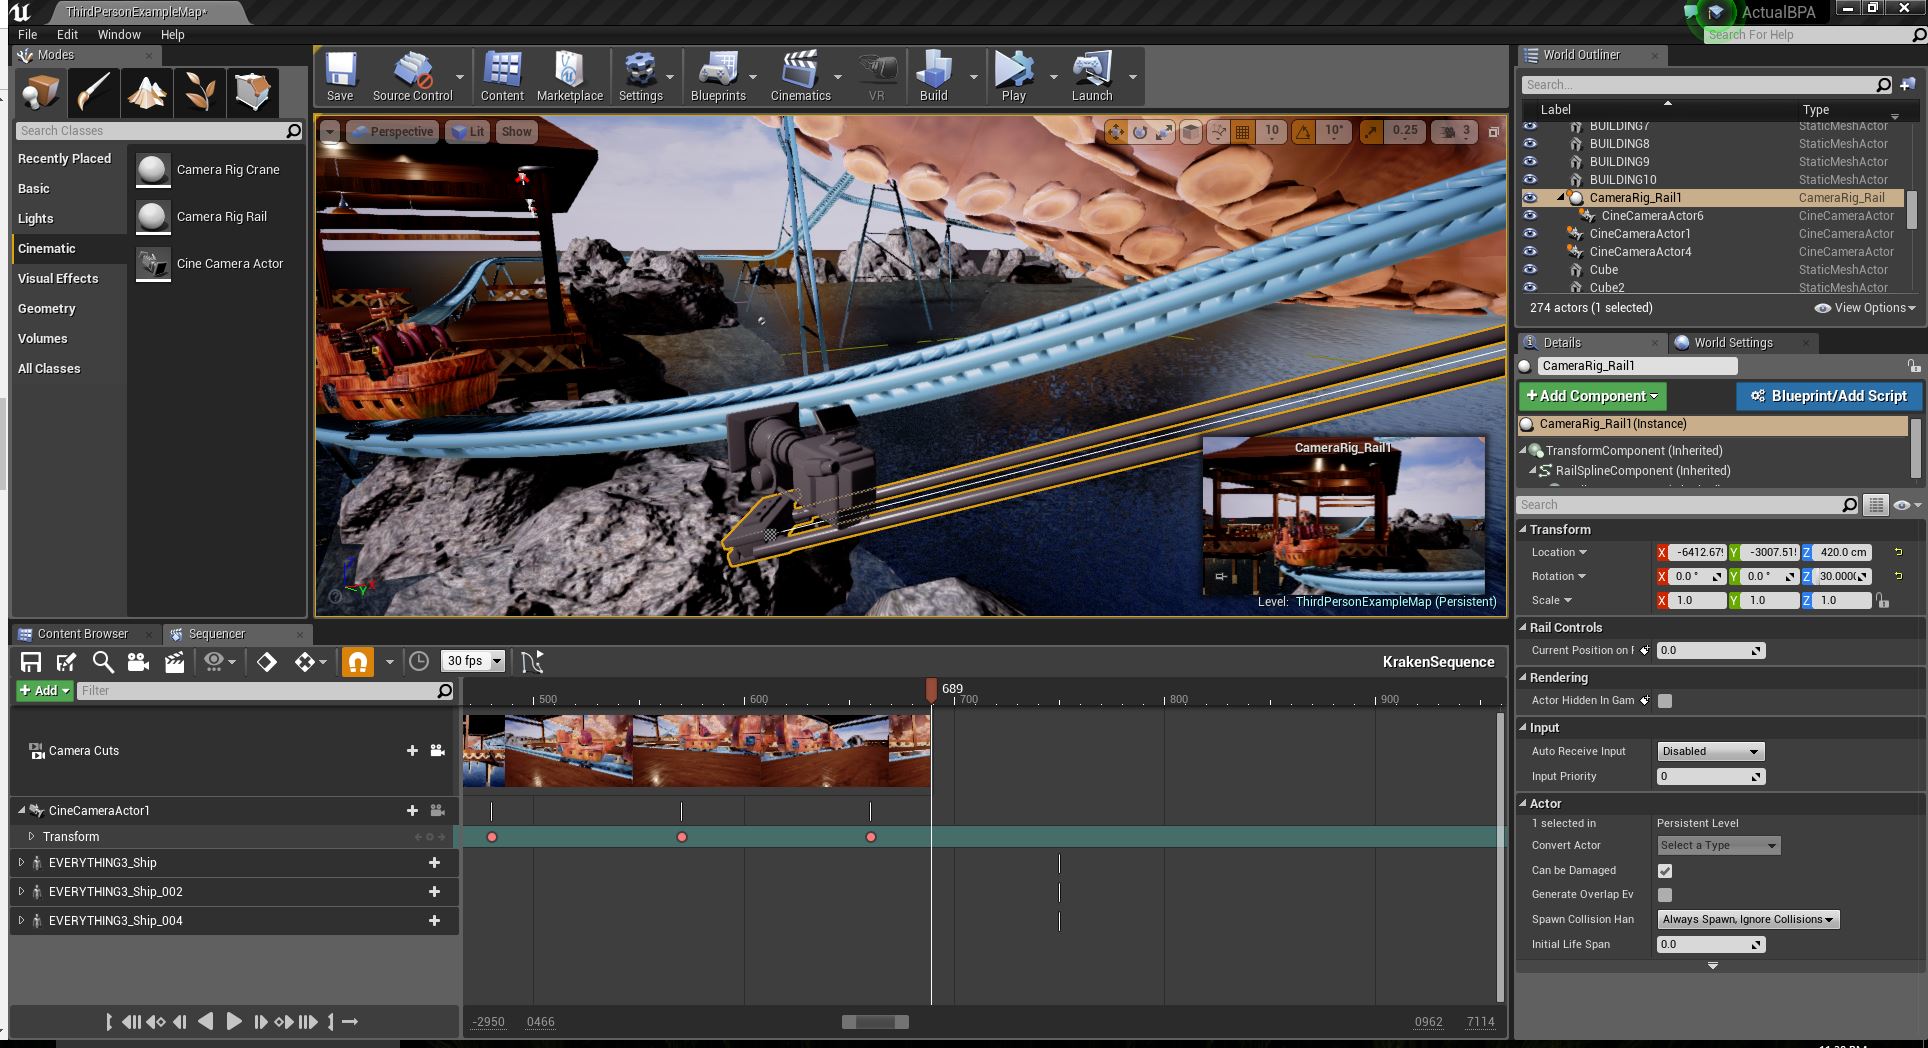 ThirdPersonExampleMap*
ActualBPA
File Edit Window Help
Search For Help
Modes
Search Classes
Recently Placed
Basic
Lights
Cinematic
Visual Effects
Geometry
Volumes
All Classes
Camera Rig Crane
Camera Rig Rail
Cine Camera Actor
Save
Source Control
Content
Marketplace
Settings
Blueprints
Cinematics
VR
Build
Play
Launch
Perspective
Lit
Show
10
10°
0.25
3
CameraRig_Rail1
Level: ThirdPersonExampleMap (Persistent)
World Outliner
Search...
Label Type
BUILDING7 StaticMeshActor
BUILDING8 StaticMeshActor
BUILDING9 StaticMeshActor
BUILDING10 StaticMeshActor
CameraRig_Rail1 CameraRig_Rail
CineCameraActor6 CineCameraActor
CineCameraActor1 CineCameraActor
CineCameraActor4 CineCameraActor
Cube StaticMeshActor
Cube2 StaticMeshActor
274 actors (1 selected)
View Options
Details
World Settings
CameraRig_Rail1
+Add Component
Blueprint/Add Script
CameraRig_Rail1(Instance)
TransformComponent (Inherited)
RailSplineComponent (Inherited)
Search
Transform
Location X -6412.67 Y -3007.51 Z 420.0 cm
Rotation X 0.0 ° Y 0.0 ° Z 30.000
Scale X 1.0 Y 1.0 Z 1.0
Rail Controls
Current Position on 0.0
Rendering
Actor Hidden In Gam
Input
Auto Receive Input Disabled
Input Priority 0
Actor
1 selected in Persistent Level
Convert Actor Select a Type
Can be Damaged
Generate Overlap Ev
Spawn Collision Han Always Spawn, Ignore Collisions
Initial Life Span 0.0
Content Browser
Sequencer
30 fps
KrakenSequence
+ Add
Filter
689
500 600 700 800 900
Camera Cuts
CineCameraActor1
Transform
EVERYTHING3_Ship
EVERYTHING3_Ship_002
EVERYTHING3_Ship_004
-2950 0466 0962 7114